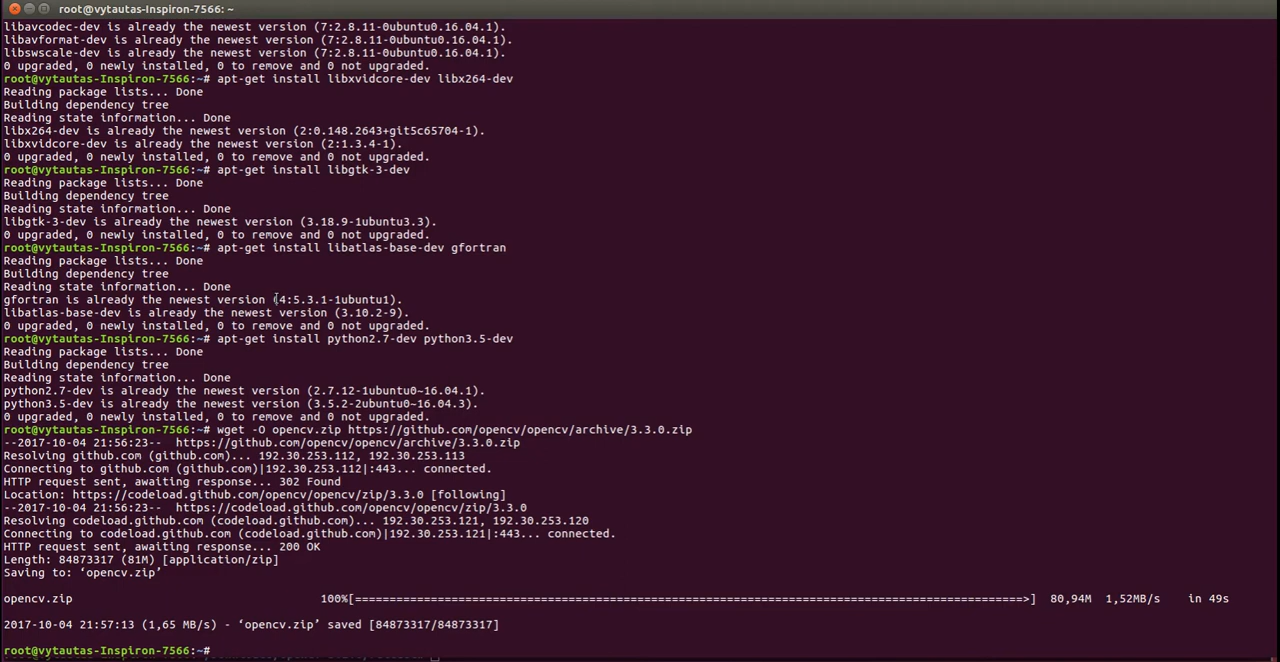 root@vytautas-Inspiron-7566: ~
libavcodec-dev is already the newest version (7:2.8.11-0ubuntu0.16.04.1).
libavformat-dev is already the newest version (7:2.8.11-0ubuntu0.16.04.1).
libswscale-dev is already the newest version (7:2.8.11-0ubuntu0.16.04.1).
0 upgraded, 0 newly installed, 0 to remove and 0 not upgraded.
root@vytautas-Inspiron-7566:~# apt-get install libxvidcore-dev libx264-dev
Reading package lists... Done
Building dependency tree
Reading state information... Done
libx264-dev is already the newest version (2:0.148.2643+git5c65704-1).
libxvidcore-dev is already the newest version (2:1.3.4-1).
0 upgraded, 0 newly installed, 0 to remove and 0 not upgraded.
root@vytautas-Inspiron-7566:~# apt-get install libgtk-3-dev
Reading package lists... Done
Building dependency tree
Reading state information... Done
libgtk-3-dev is already the newest version (3.18.9-1ubuntu3.3).
0 upgraded, 0 newly installed, 0 to remove and 0 not upgraded.
root@vytautas-Inspiron-7566:~# apt-get install libatlas-base-dev gfortran
Reading package lists... Done
Building dependency tree
Reading state information... Done
gfortran is already the newest version (4:5.3.1-1ubuntu1).
libatlas-base-dev is already the newest version (3.10.2-9).
0 upgraded, 0 newly installed, 0 to remove and 0 not upgraded.
root@vytautas-Inspiron-7566:~# apt-get install python2.7-dev python3.5-dev
Reading package lists... Done
Building dependency tree
Reading state information... Done
python2.7-dev is already the newest version (2.7.12-1ubuntu0~16.04.1).
python3.5-dev is already the newest version (3.5.2-2ubuntu0~16.04.3).
0 upgraded, 0 newly installed, 0 to remove and 0 not upgraded.
root@vytautas-Inspiron-7566:~# wget -O opencv.zip https://github.com/opencv/opencv/archive/3.3.0.zip
--2017-10-04 21:56:23--  https://github.com/opencv/opencv/archive/3.3.0.zip
Resolving github.com (github.com)... 192.30.253.112, 192.30.253.113
Connecting to github.com (github.com)|192.30.253.112|:443... connected.
HTTP request sent, awaiting response... 302 Found
Location: https://codeload.github.com/opencv/opencv/zip/3.3.0 [following]
--2017-10-04 21:56:23--  https://codeload.github.com/opencv/opencv/zip/3.3.0
Resolving codeload.github.com (codeload.github.com)... 192.30.253.121, 192.30.253.120
Connecting to codeload.github.com (codeload.github.com)|192.30.253.121|:443... connected.
HTTP request sent, awaiting response... 200 OK
Length: 84873317 (81M) [application/zip]
Saving to: ‘opencv.zip’
opencv.zip 100%[=================================================================================================>] 80,94M 1,52MB/s in 49s
2017-10-04 21:57:13 (1,65 MB/s) - ‘opencv.zip’ saved [84873317/84873317]
root@vytautas-Inspiron-7566:~#